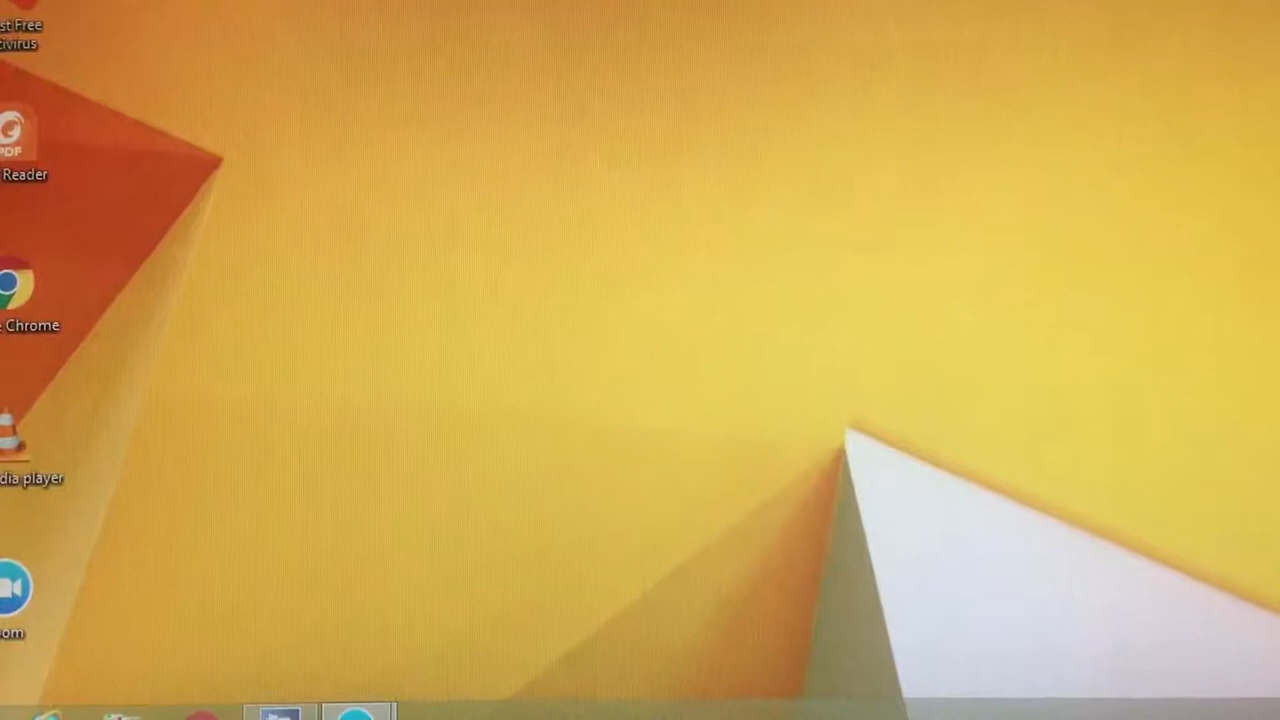 st Free
tivirus
PDF
Reader
e Chrome
dia player
om